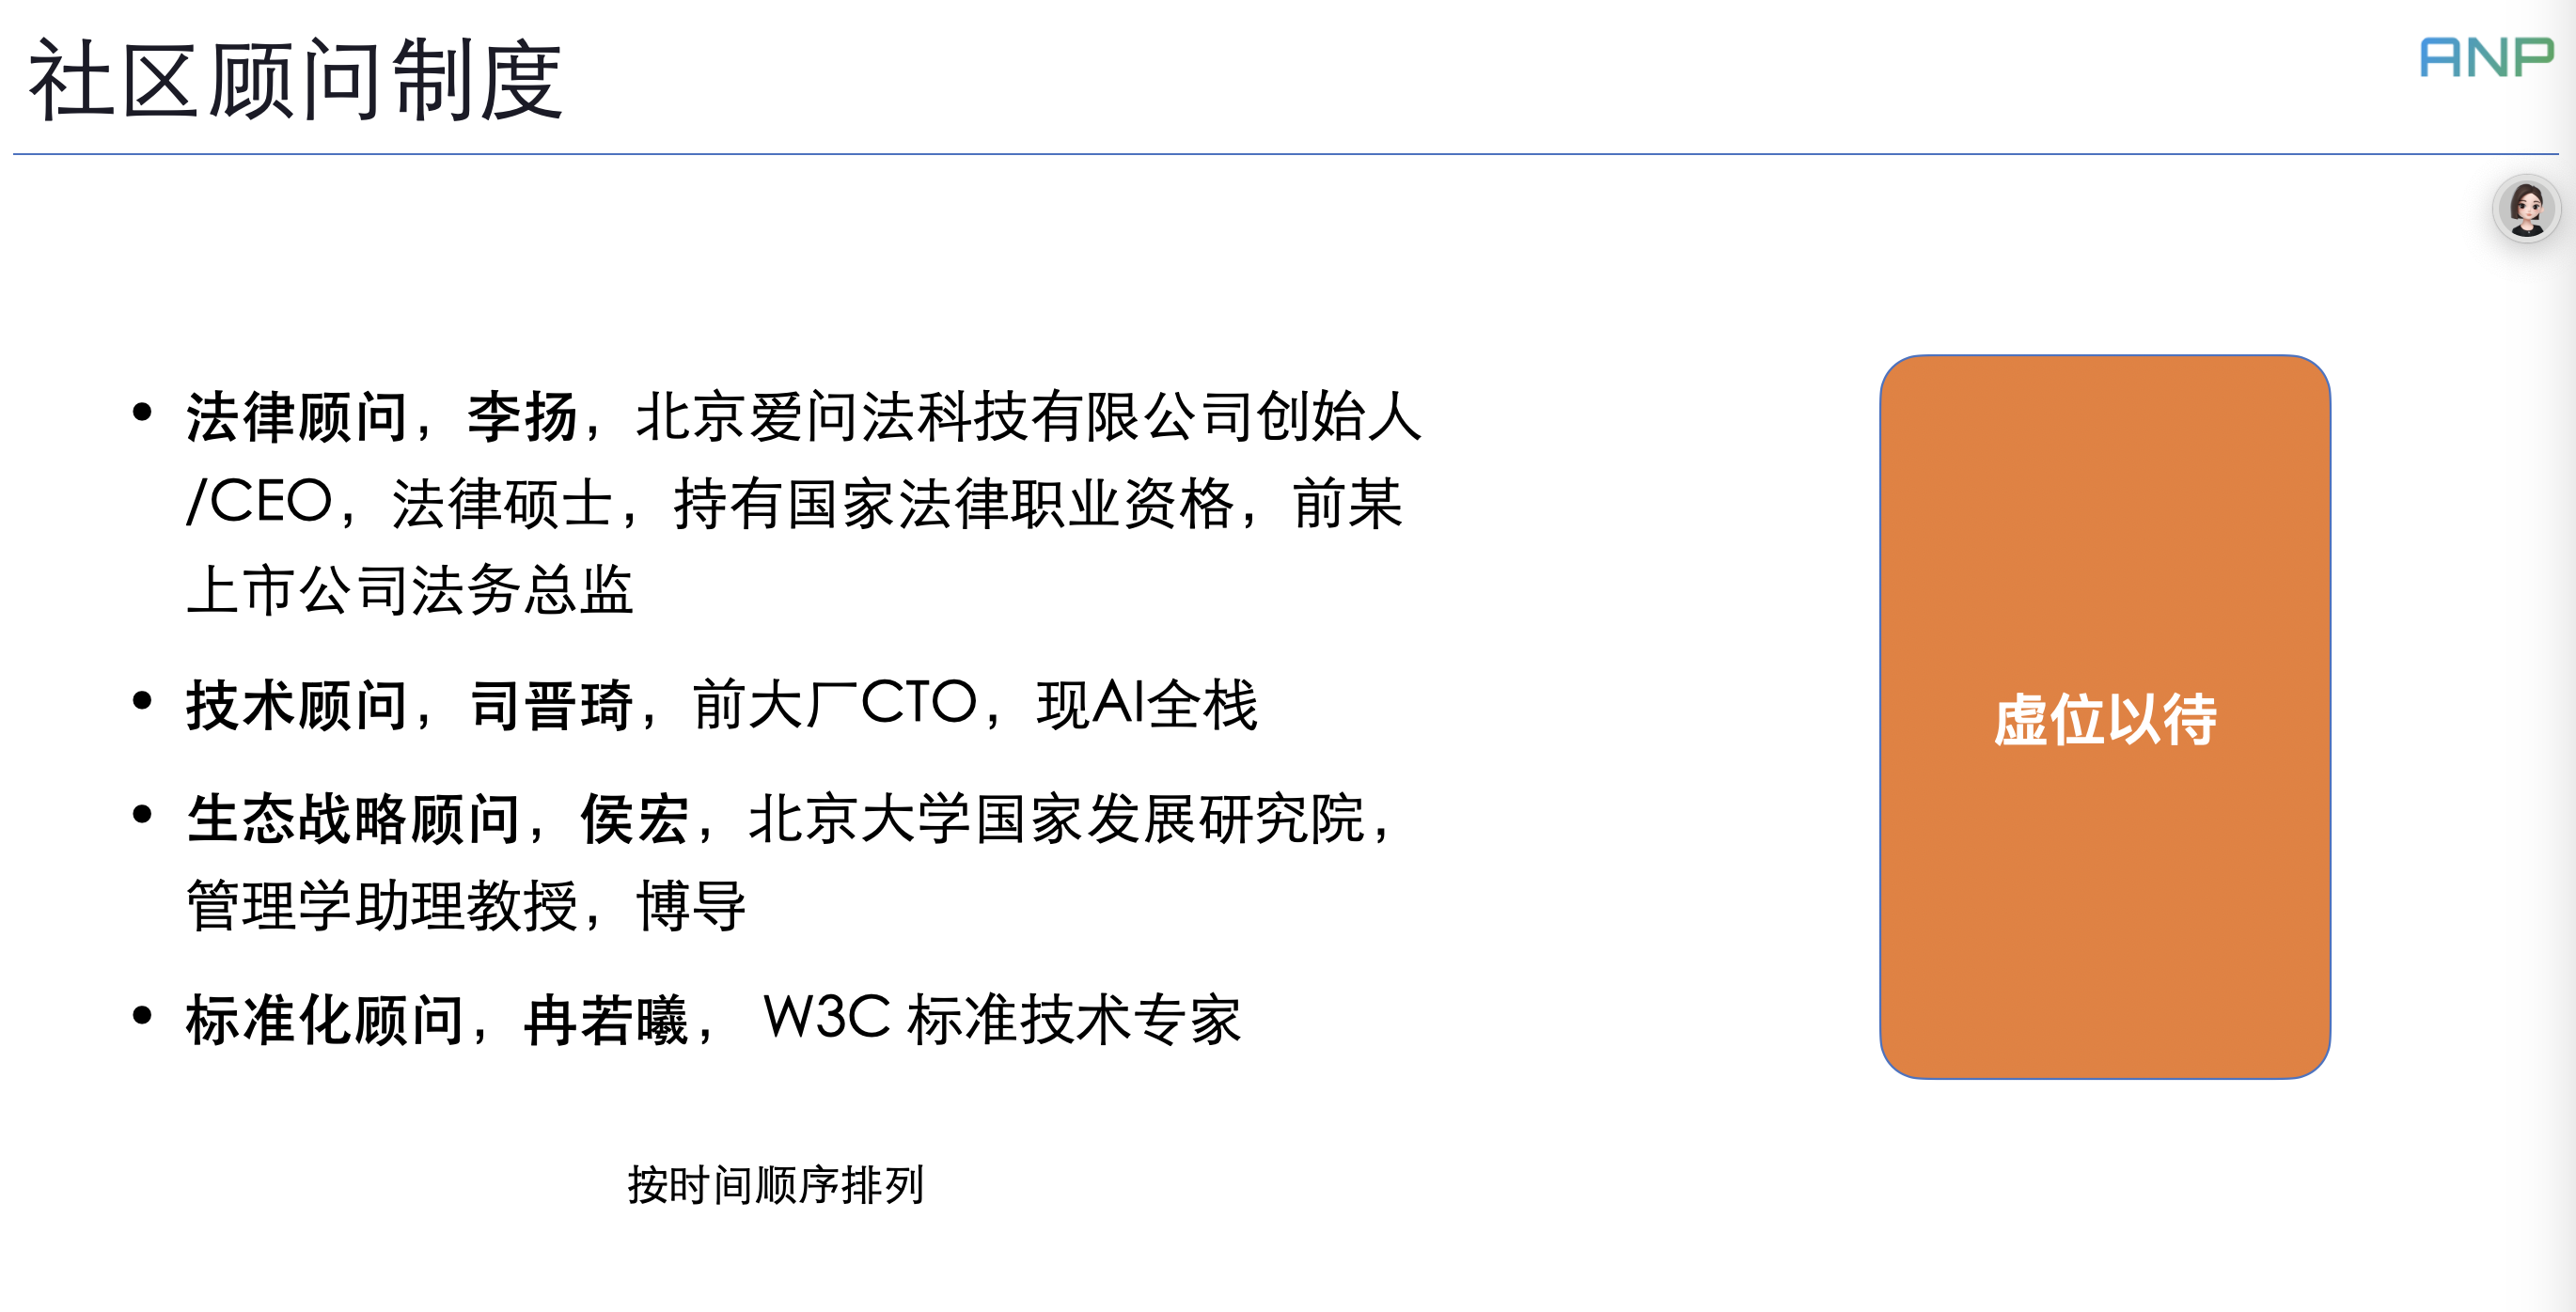 社区顾问制度
ANP
• 法律顾问，李扬，北京爱问法科技有限公司创始人
/CEO，法律硕士，持有国家法律职业资格，前某
上市公司法务总监
• 技术顾问，司晋琦，前大厂CTO，现AI全栈
• 生态战略顾问，侯宏，北京大学国家发展研究院，
管理学助理教授，博导
• 标准化顾问，冉若曦， W3C 标准技术专家
虚位以待
按时间顺序排列